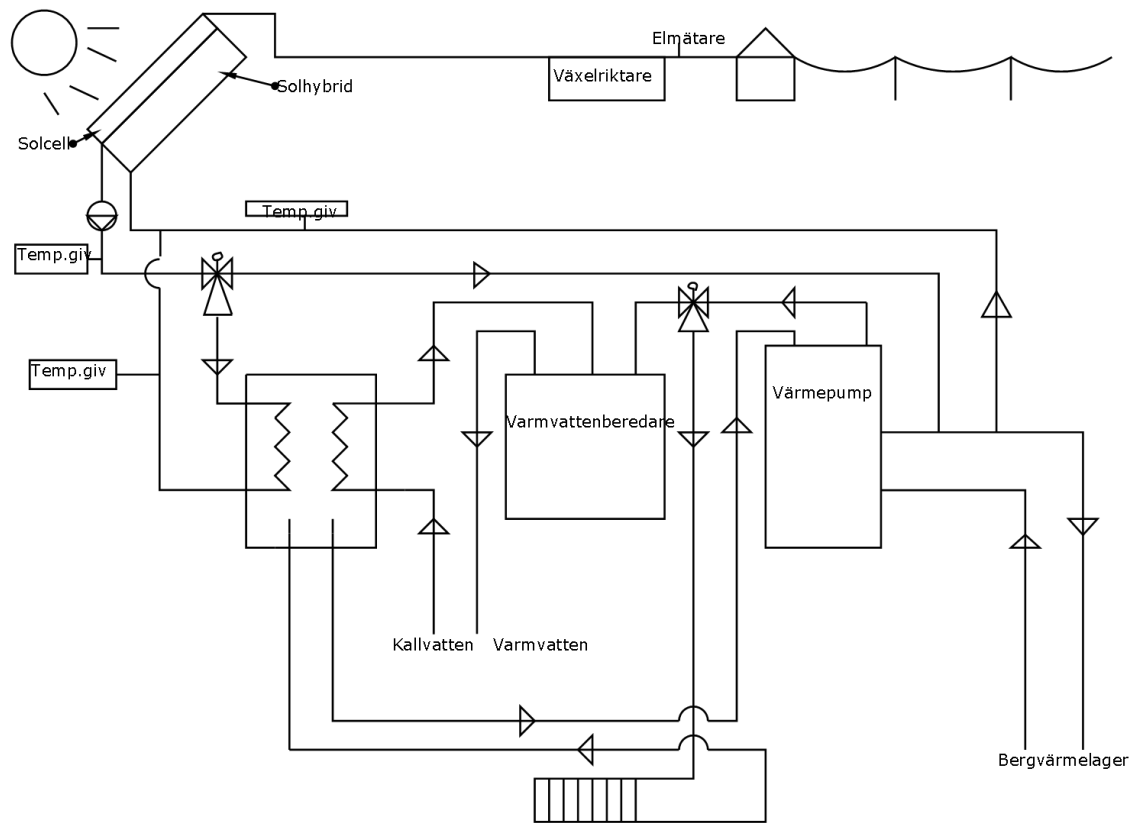 Elmätare
Växelriktare
Solhybrid
Solcell
Temp.giv
Temp.giv
Temp.giv
Värmepump
Varmvattenberedare
Kallvatten
Varmvatten
Bergvärmelager